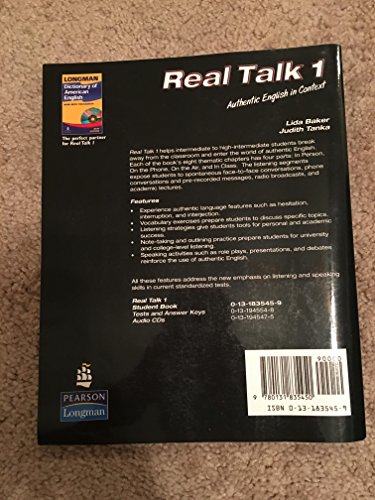 LONGMAN
Dictionary of
American
English
The perfect partner
for Real Talk 1
Real Talk 1
Authentic English in Context
Lida Baker
Judith Tanka
Real Talk 1 helps intermediate to high-intermediate students break
away from the classroom and enter the world of authentic English.
Each of the book's eight thematic chapters has four parts: In Person,
On the Phone, On the Air, and In Class. The listening segments
expose students to spontaneous face-to-face conversations, phone
conversations and pre-recorded messages, radio broadcasts, and
academic lectures.
Features
• Experience authentic language features such as hesitation,
interruption, and interjection.
• Vocabulary exercises prepare students to discuss specific topics.
• Listening strategies give students tools for personal and academic
success.
• Note-taking and outlining practice prepare students for university
and college-level listening.
• Speaking activities such as role plays, presentations, and debates
reinforce the use of authentic English.
All these features address the new emphasis on listening and speaking
skills in current standardized tests.
Real Talk 1
Student Book 0-13-183545-9
Tests and Answer Keys 0-13-194554-8
Audio CDs 0-13-194547-5
90000
9 780131 835450
ISBN 0-13-183545-9
PEARSON
Longman